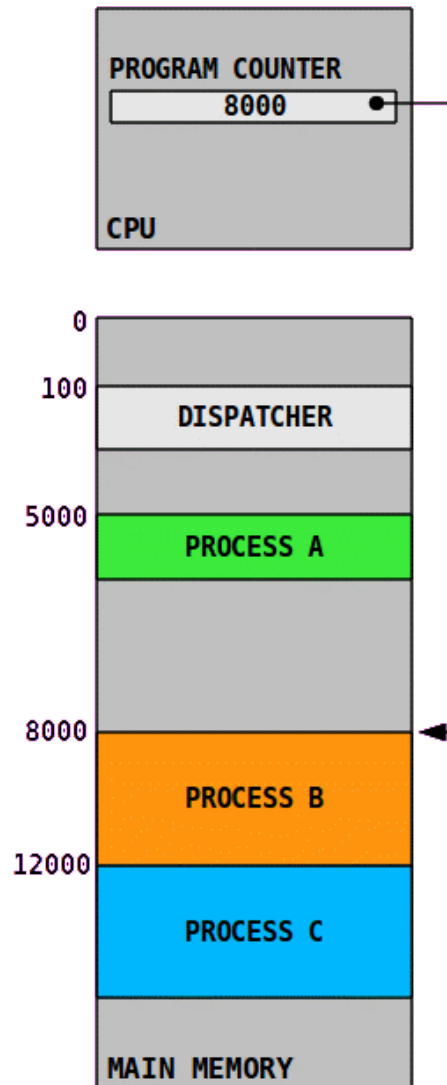 PROGRAM COUNTER
8000
CPU
0
100
DISPATCHER
5000
PROCESS A
8000
PROCESS B
12000
PROCESS C
MAIN MEMORY